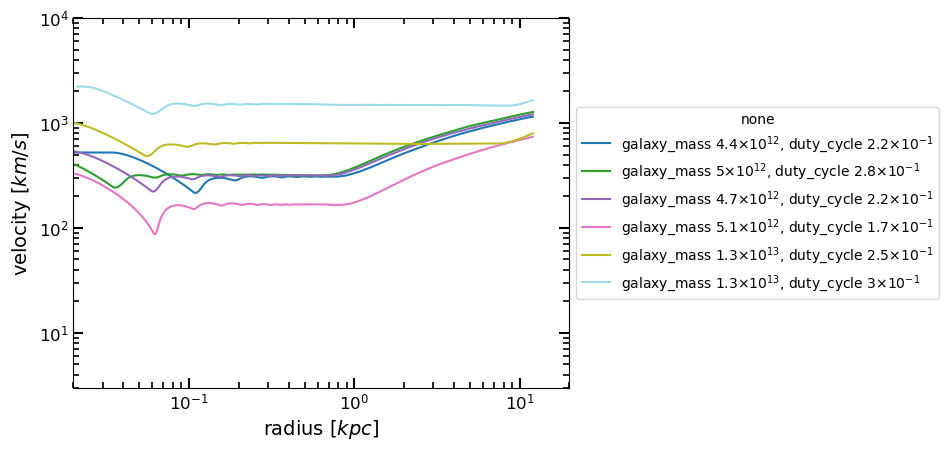 10⁴
10³
10²
10¹
velocity [km/s]
10⁻¹
10⁰
10¹
radius [kpc]
none
galaxy_mass 4.4×10¹², duty_cycle 2.2×10⁻¹
galaxy_mass 5×10¹², duty_cycle 2.8×10⁻¹
galaxy_mass 4.7×10¹², duty_cycle 2.2×10⁻¹
galaxy_mass 5.1×10¹², duty_cycle 1.7×10⁻¹
galaxy_mass 1.3×10¹³, duty_cycle 2.5×10⁻¹
galaxy_mass 1.3×10¹³, duty_cycle 3×10⁻¹